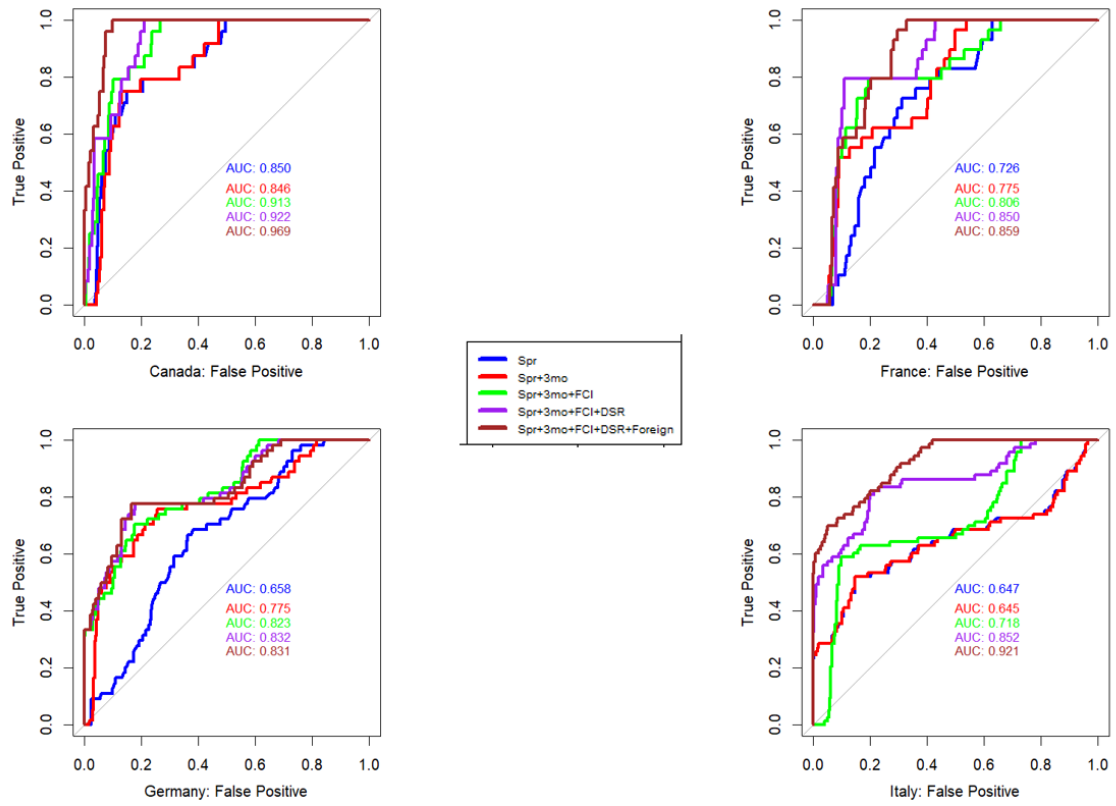 True Positive
1.0
0.8
0.6
0.4
0.2
0.0
AUC: 0.850
AUC: 0.846
AUC: 0.913
AUC: 0.922
AUC: 0.969
0.0 0.2 0.4 0.6 0.8 1.0
Canada: False Positive
True Positive
1.0
0.8
0.6
0.4
0.2
0.0
AUC: 0.726
AUC: 0.775
AUC: 0.806
AUC: 0.850
AUC: 0.859
0.0 0.2 0.4 0.6 0.8 1.0
France: False Positive
Spr
Spr+3mo
Spr+3mo+FCI
Spr+3mo+FCI+DSR
Spr+3mo+FCI+DSR+Foreign
True Positive
1.0
0.8
0.6
0.4
0.2
0.0
AUC: 0.658
AUC: 0.775
AUC: 0.823
AUC: 0.832
AUC: 0.831
0.0 0.2 0.4 0.6 0.8 1.0
Germany: False Positive
True Positive
1.0
0.8
0.6
0.4
0.2
0.0
AUC: 0.647
AUC: 0.645
AUC: 0.718
AUC: 0.852
AUC: 0.921
0.0 0.2 0.4 0.6 0.8 1.0
Italy: False Positive